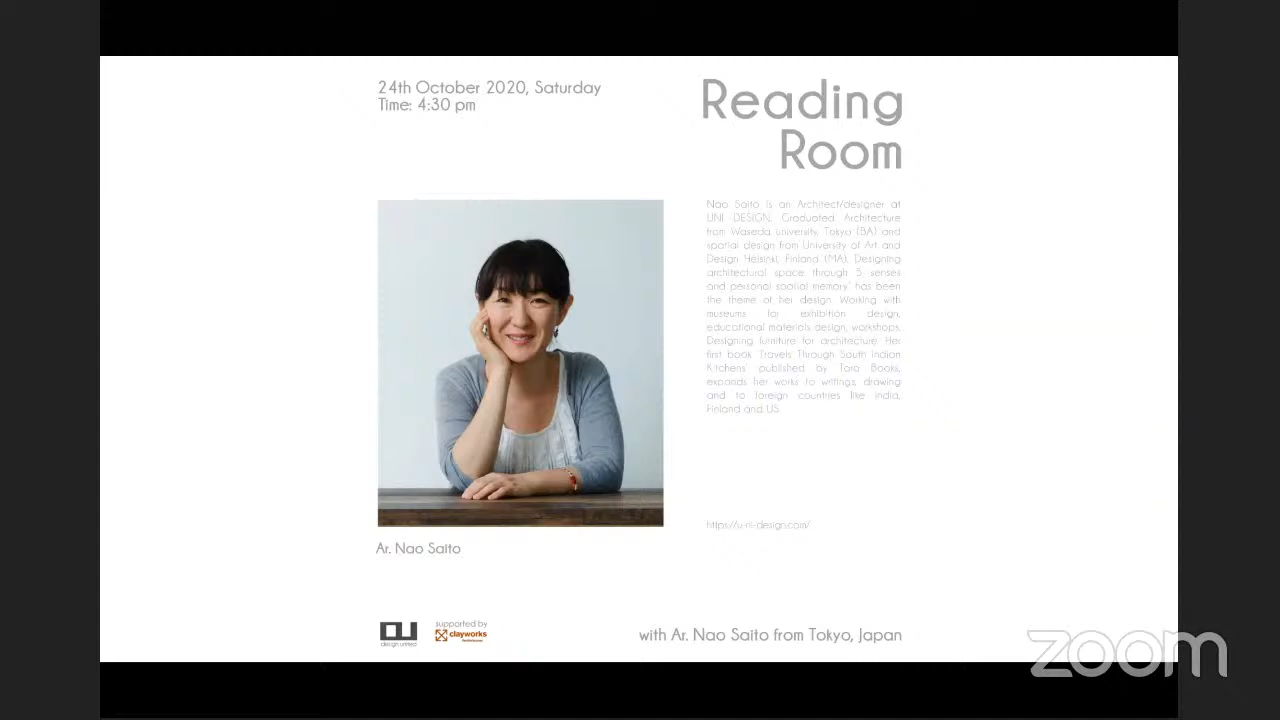 24th October 2020, Saturday
Time: 4:30 pm
Reading
Room
Nao Saito is an Architect/designer at
UNI DESIGN. Graduated Architecture
from Waseda university, Tokyo (BA) and
spatial design from University of Art and
Design Helsinki, Finland (MA). Designing
architectural space through 5 senses
and personal spatial memory' has been
the theme of her design. Working with
museums for exhibition design,
educational materials design, workshops.
Designing furniture for architecture. Her
first book 'Travels Through South Indian
Kitchens' published by Tara Books,
expands her works to writings, drawing
and to foreign countries like India,
Finland and US.
https://u-ni-design.com/
Ar. Nao Saito
DU
design united
supported by
clayworks
with Ar. Nao Saito from Tokyo, Japan
zoom